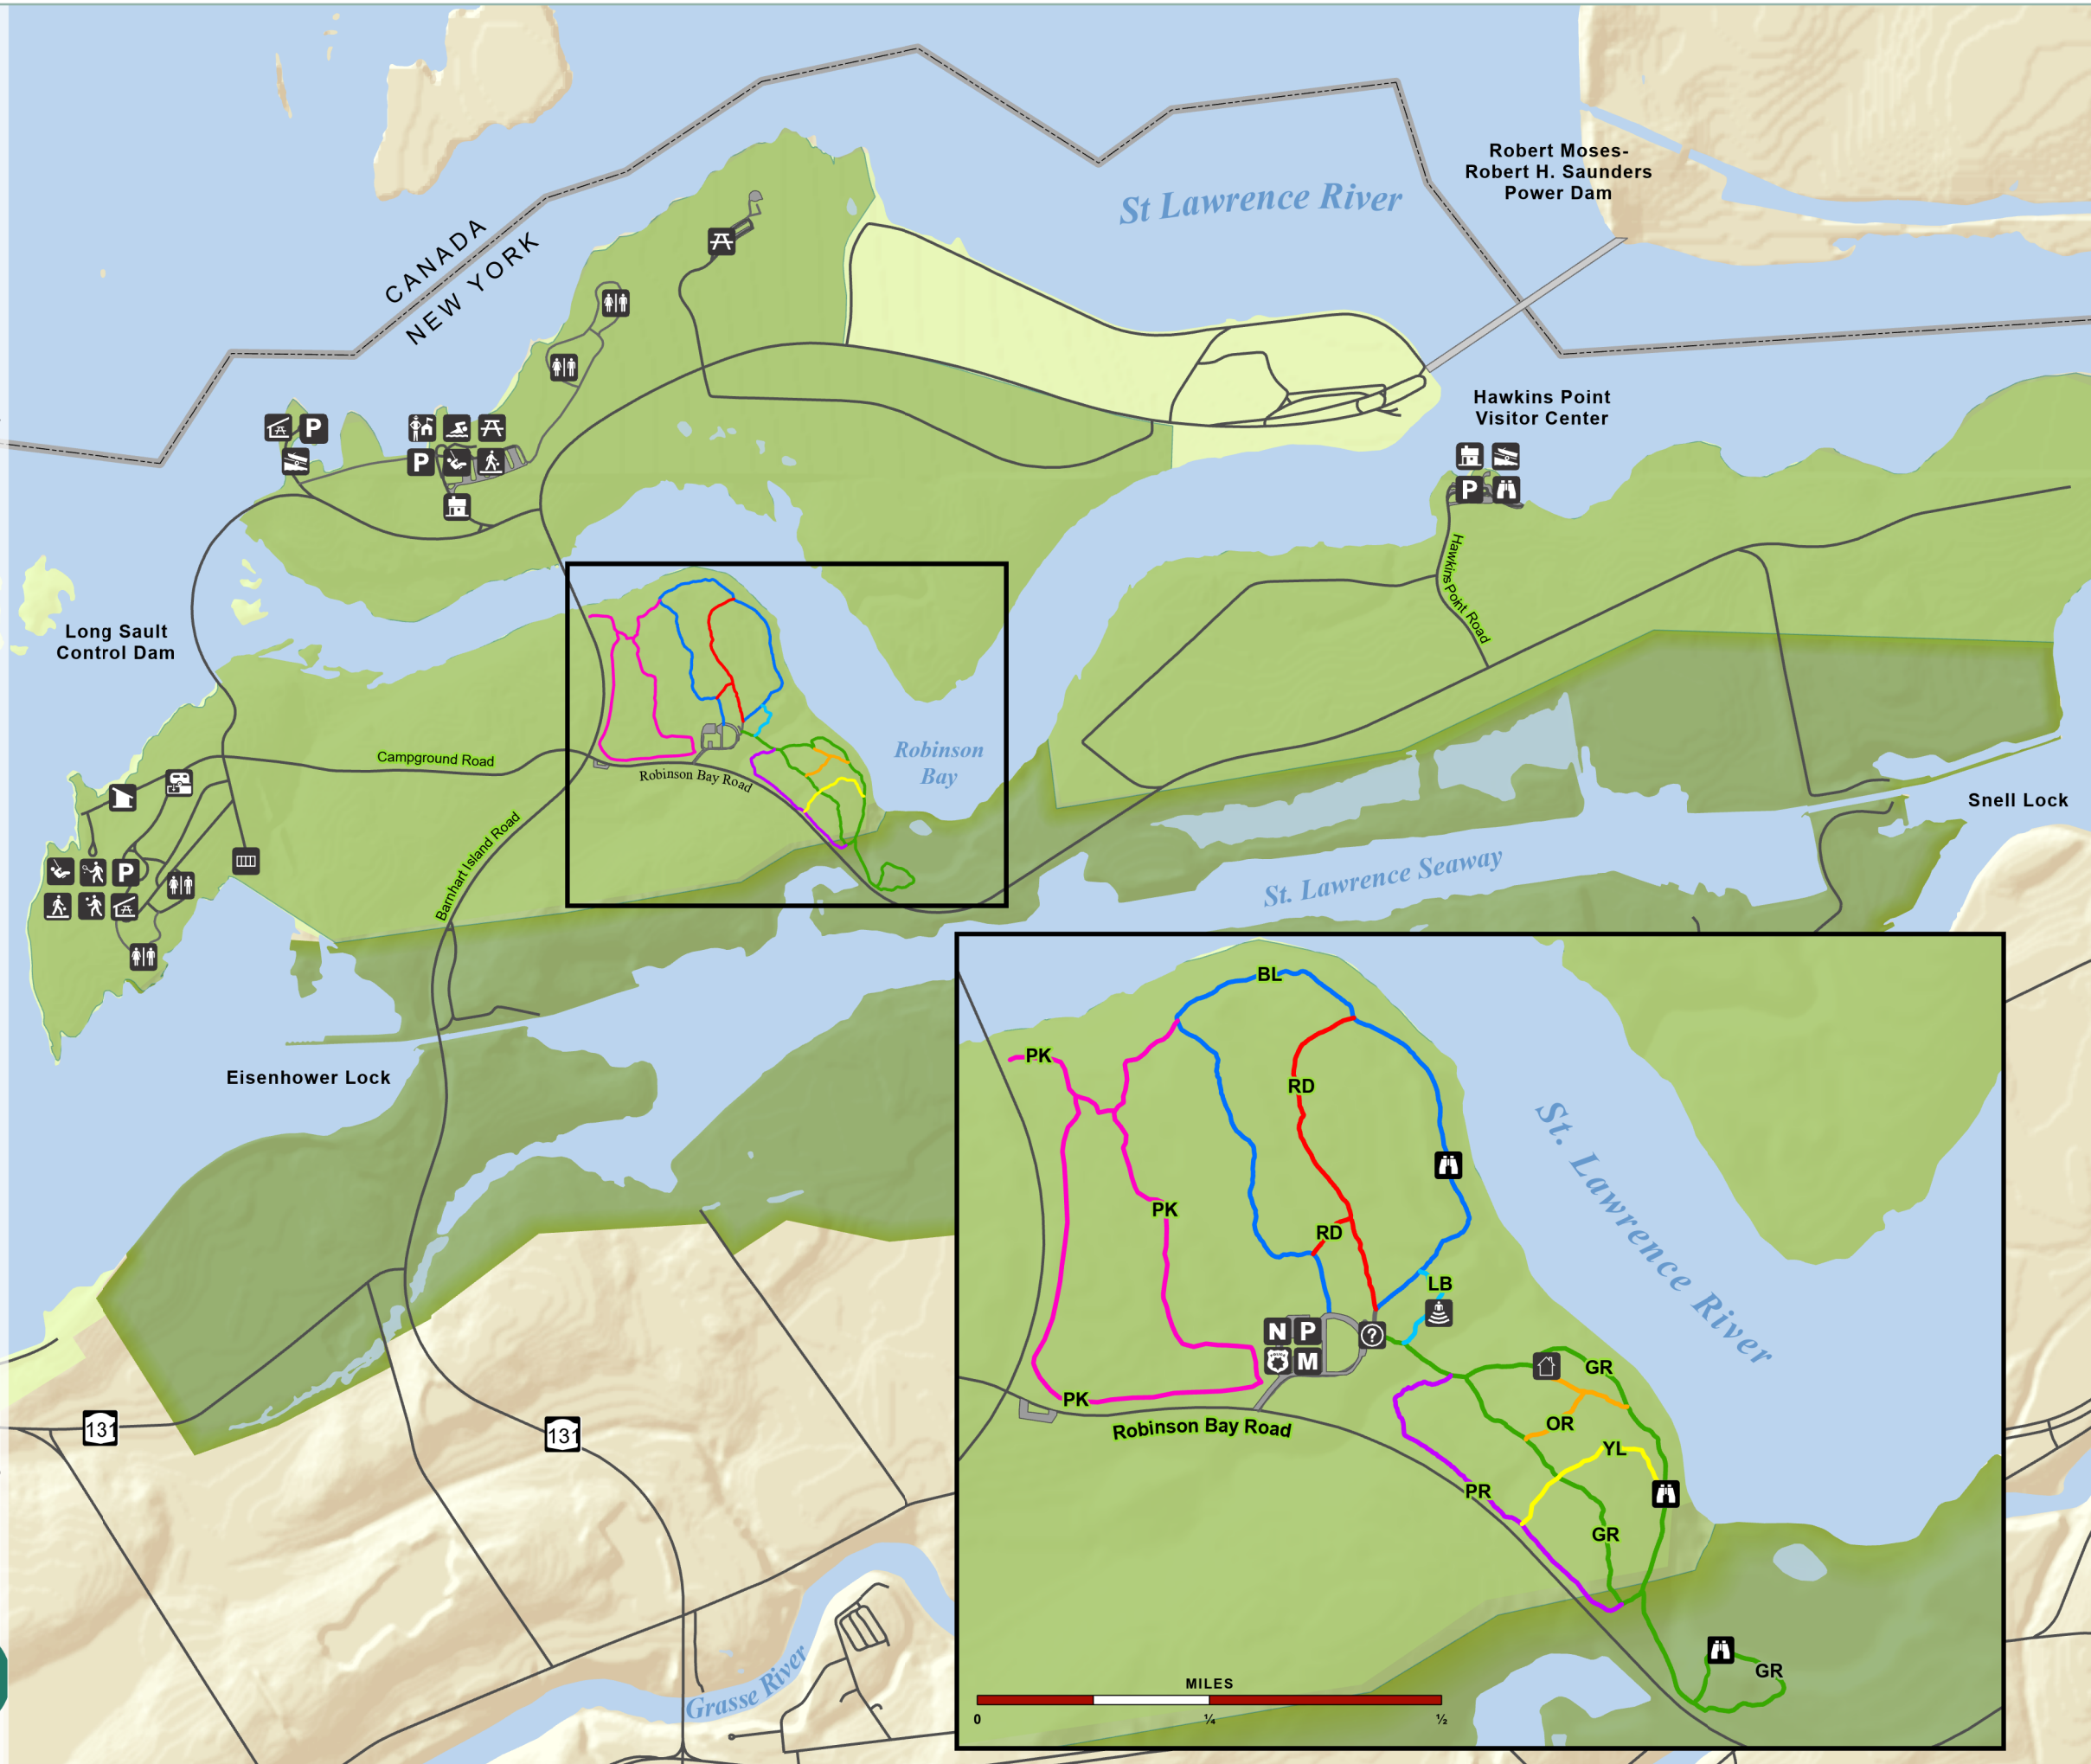 CANADA
NEW YORK
St Lawrence River
Robert Moses-
Robert H. Saunders
Power Dam
P
P
Hawkins Point
Visitor Center
P
Hawkins Point Road
Long Sault
Control Dam
Campground Road
Robinson Bay Road
Robinson
Bay
Barnhart Island Road
P
Snell Lock
St. Lawrence Seaway
Eisenhower Lock
131
131
Grasse River
BL
PK
RD
PK
RD
LB
St. Lawrence River
N P
?
M
PK
Robinson Bay Road
GR
OR
YL
PR
GR
GR
MILES
0 ¼ ½